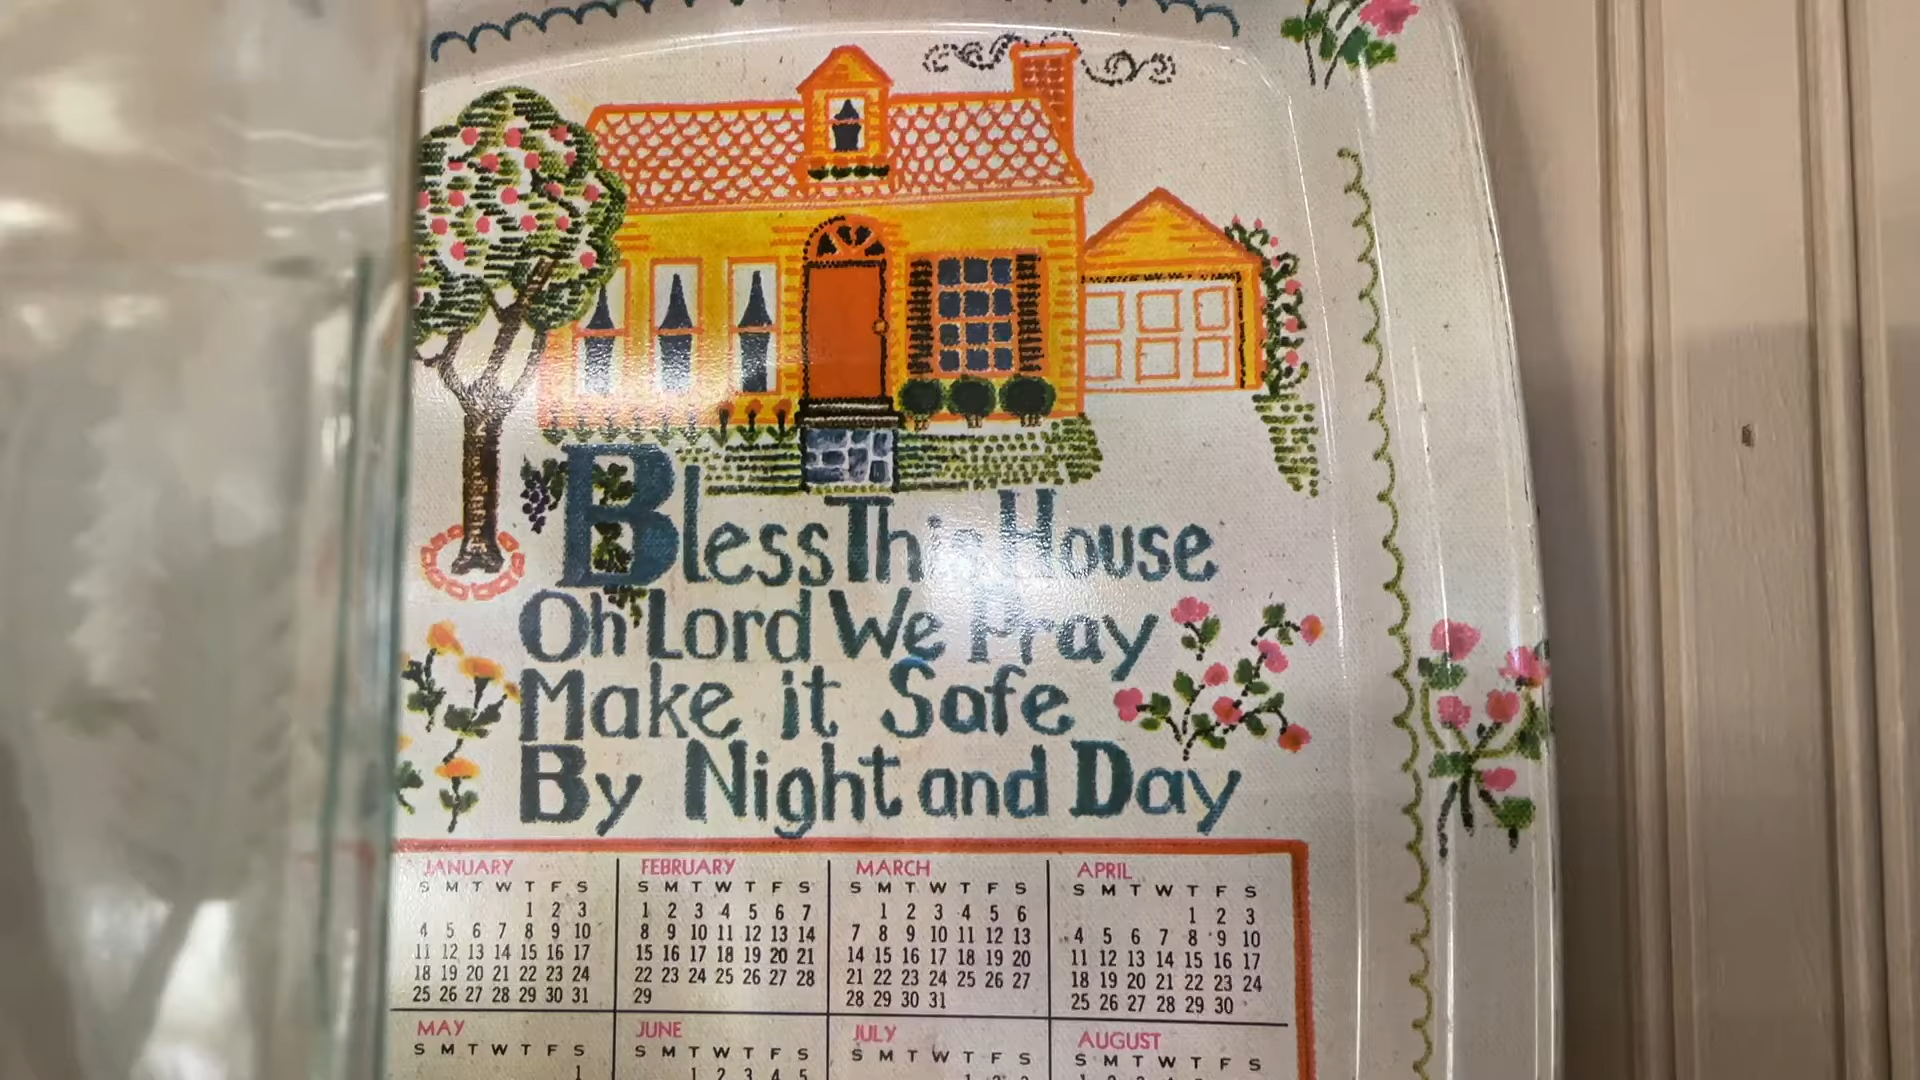 Bless This House
Oh Lord We Pray
Make it Safe
By Night and Day
JANUARY
S M T W T F S
1 2 3
4 5 6 7 8 9 10
11 12 13 14 15 16 17
18 19 20 21 22 23 24
25 26 27 28 29 30 31
FEBRUARY
S M T W T F S
1 2 3 4 5 6 7
8 9 10 11 12 13 14
15 16 17 18 19 20 21
22 23 24 25 26 27 28
29
MARCH
S M T W T F S
1 2 3 4 5 6
7 8 9 10 11 12 13
14 15 16 17 18 19 20
21 22 23 24 25 26 27
28 29 30 31
APRIL
S M T W T F S
1 2 3
4 5 6 7 8 9 10
11 12 13 14 15 16 17
18 19 20 21 22 23 24
25 26 27 28 29 30
MAY
S M T W T F S
1
JUNE
S M T W T F S
1 2 3 4 5
JULY
S M T W T F S
AUGUST
S M T W T F S